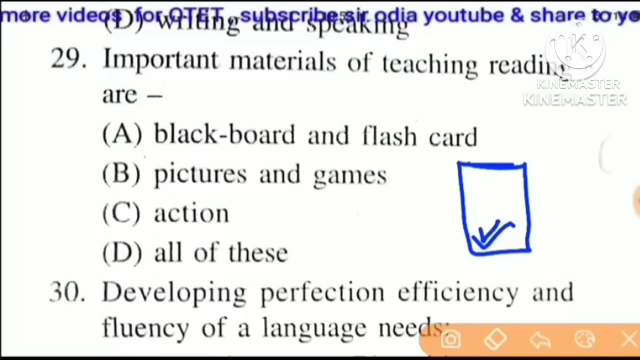 more videos for OTET, subscribe sir odia youtube & share to yo
(D) writing and speaking
29. Important materials of teaching reading
are –
KINEMASTER
KINEMASTER
(A) black-board and flash card
(B) pictures and games
(C) action
(D) all of these
30. Developing perfection efficiency and
fluency of a language needs: